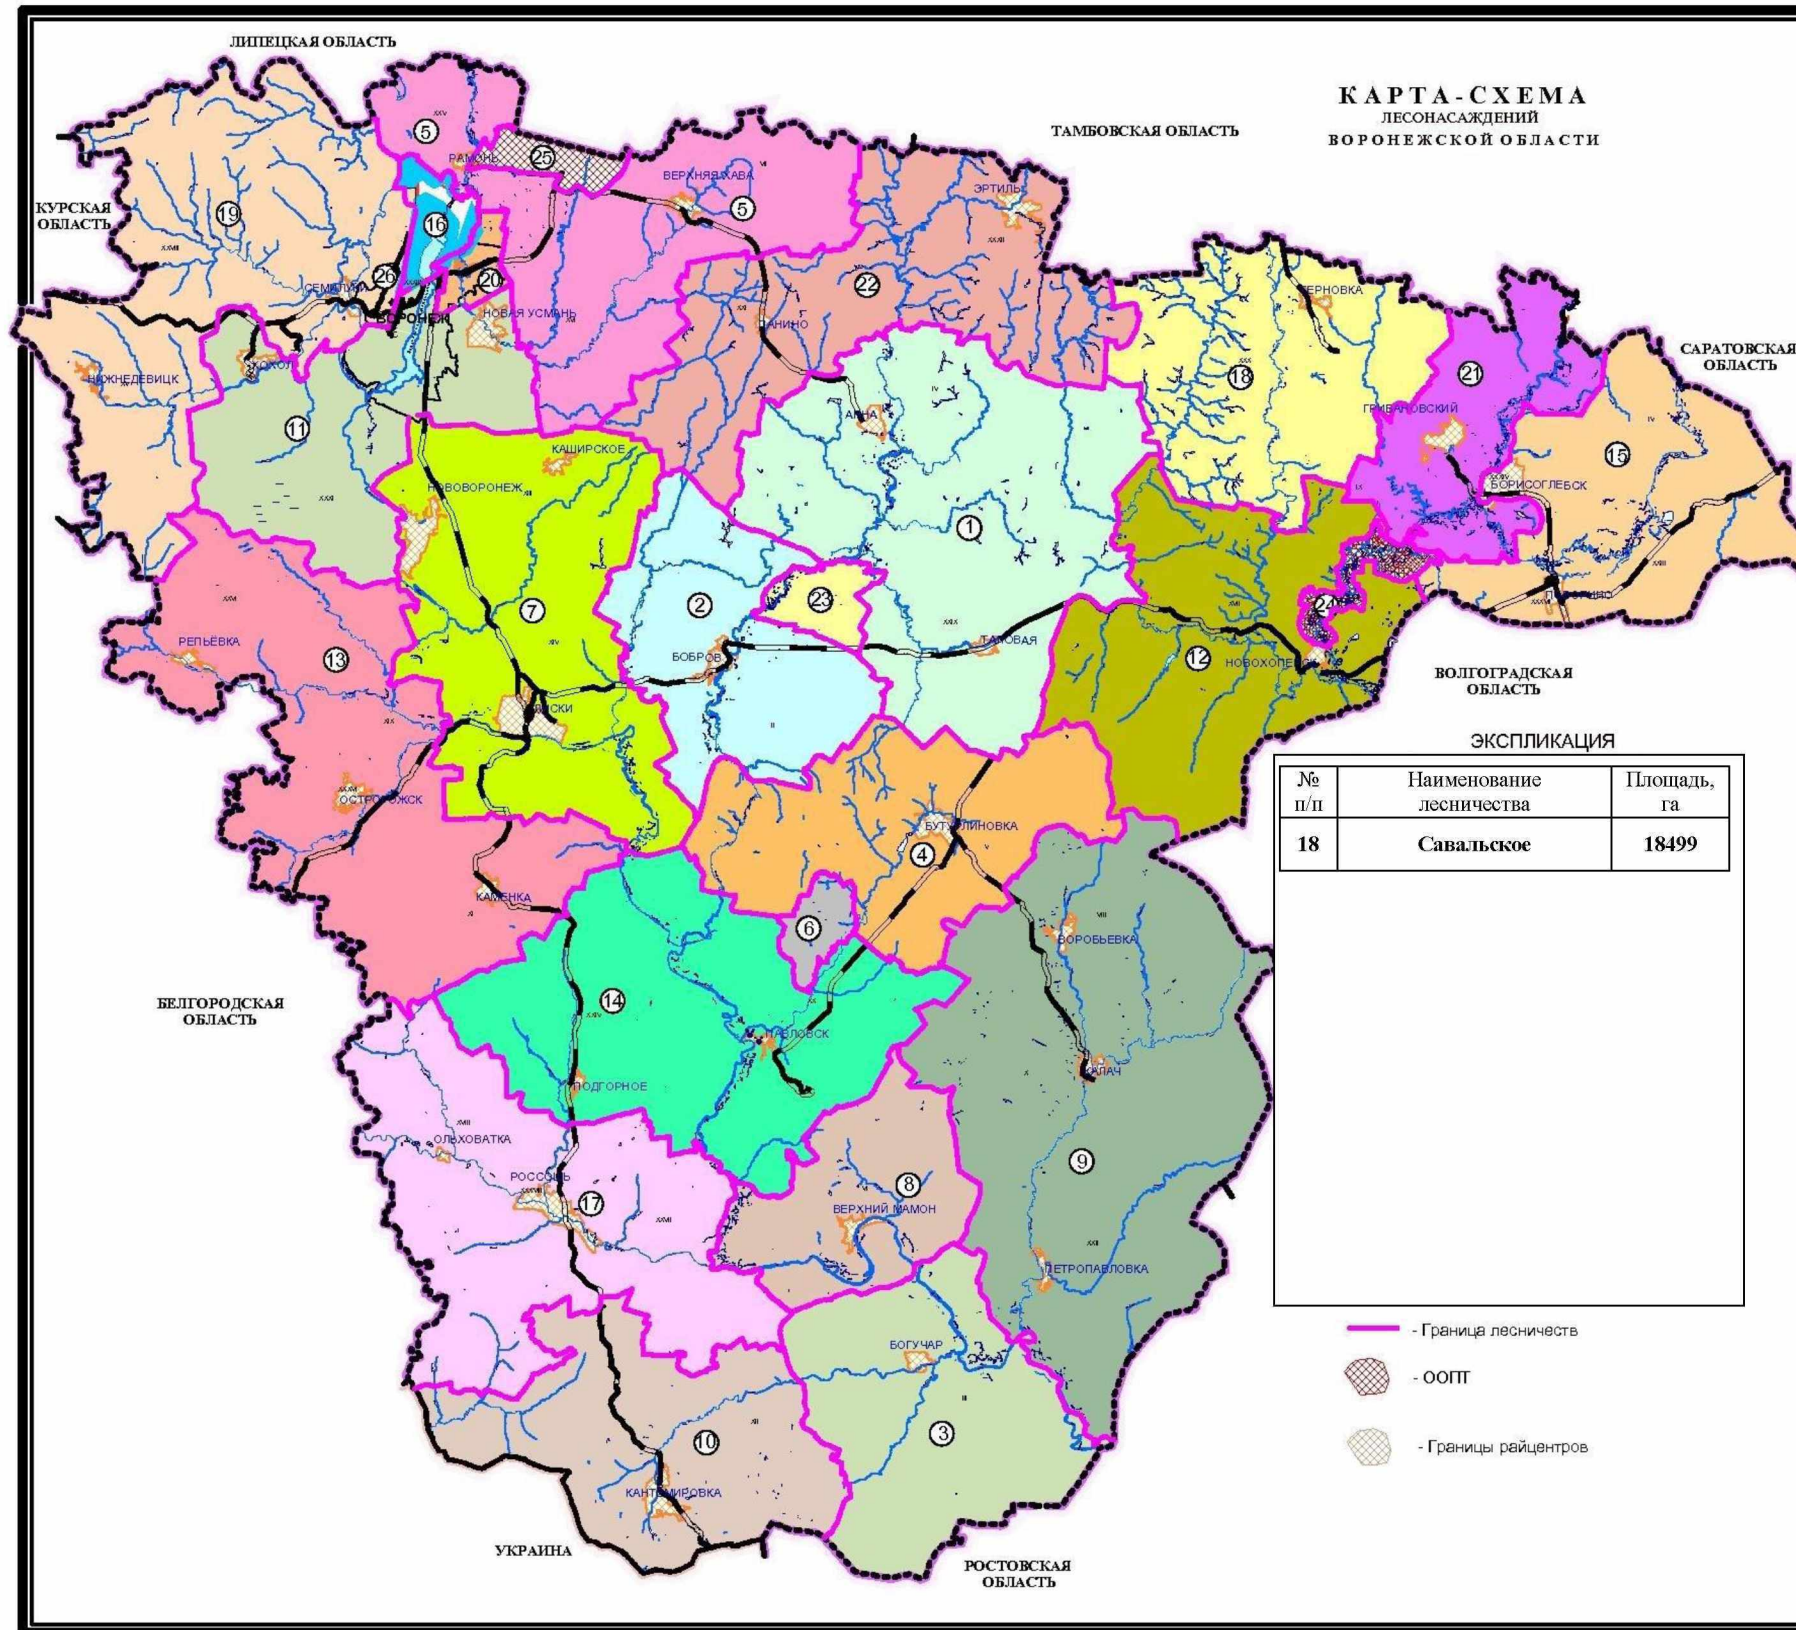 КАРТА-СХЕМА
ЛЕСОНАСАЖДЕНИЙ
ВОРОНЕЖСКОЙ ОБЛАСТИ
ЛИПЕЦКАЯ ОБЛАСТЬ
ТАМБОВСКАЯ ОБЛАСТЬ
КУРСКАЯ
ОБЛАСТЬ
САРАТОВСКАЯ
ОБЛАСТЬ
5
РАМОНЬ
25
ВЕРХНЯЯ ХАВА
5
ЭРТИЛЬ
19
16
26
20
22
СЕМИЛУКИ
ВОРОНЕЖ
НОВАЯ УСМАНЬ
ПАНИНО
ТЕРНОВКА
ХОХОЛ
НИЖНЕДЕВИЦК
18
21
ГРИБАНОВСКИЙ
АННА
11
15
КАШИРСКОЕ
НОВОВОРОНЕЖ
БОРИСОГЛЕБСК
1
7
2
23
24
ПОВОРИНО
РЕПЬЁВКА
13
БОБРОВ
ТАЛОВАЯ
12
НОВОХОПЕРСК
ВОЛГОГРАДСКАЯ
ОБЛАСТЬ
ЛИСКИ
ОСТРОГОЖСК
БУТУРЛИНОВКА
4
КАМЕНКА
6
ВОРОБЬЕВКА
БЕЛГОРОДСКАЯ
ОБЛАСТЬ
14
ПАВЛОВСК
КАЛАЧ
ПОДГОРНОЕ
ОЛЬХОВАТКА
РОССОШЬ
17
8
9
ВЕРХНИЙ МАМОН
ПЕТРОПАВЛОВКА
БОГУЧАР
10
3
КАНТЕМИРОВКА
УКРАИНА
РОСТОВСКАЯ
ОБЛАСТЬ
ЭКСПЛИКАЦИЯ
№ п/п Наименование лесничества Площадь, га
18 Савальское 18499
- Граница лесничеств
- ООПТ
- Границы райцентров